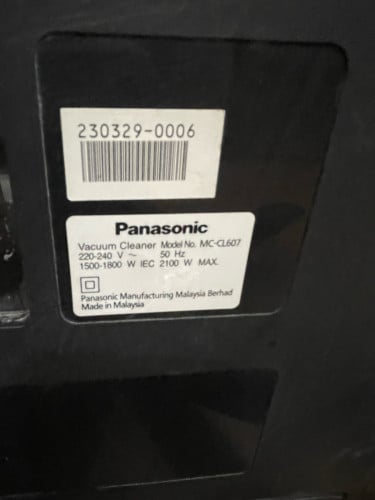 230329-0006
Panasonic
Vacuum Cleaner Model No. MC-CL607
220-240 V ~ 50 Hz
1500-1800 W IEC 2100 W MAX.
Panasonic Manufacturing Malaysia Berhad
Made in Malaysia